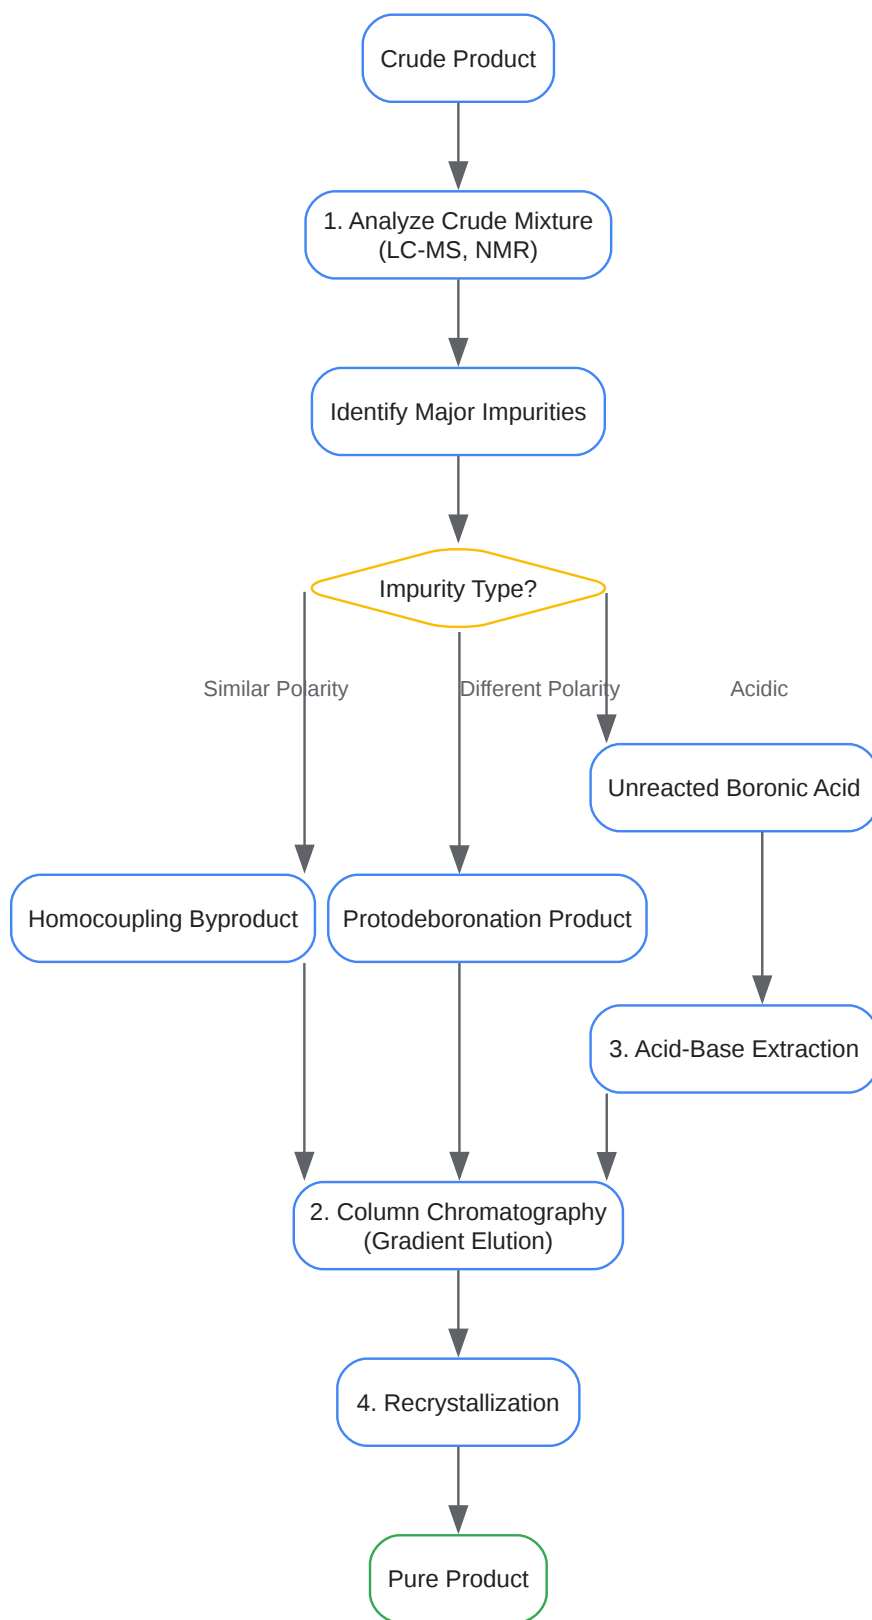 Crude Product
1. Analyze Crude Mixture
(LC-MS, NMR)
Identify Major Impurities
Impurity Type?
Similar Polarity
Different Polarity
Acidic
Unreacted Boronic Acid
Homocoupling Byproduct
Protodeboronation Product
3. Acid-Base Extraction
2. Column Chromatography
(Gradient Elution)
4. Recrystallization
Pure Product